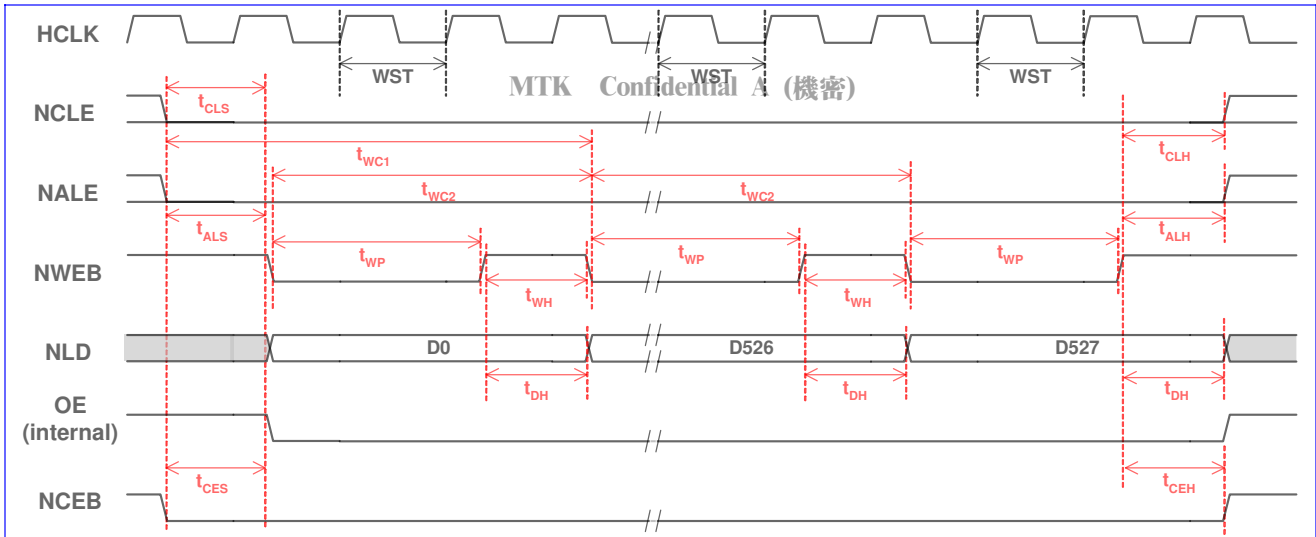 HCLK
WST WST WST
MTK Confidential A (機密)
tCLS
NCLE
tWC1 tCLH
NALE tWC2 tWC2
tALS tALH
tWP tWP tWP
NWEB
tWH tWH
NLD D0 D526 D527
tDH tDH tDH
OE
(internal)
tCES tCEH
NCEB